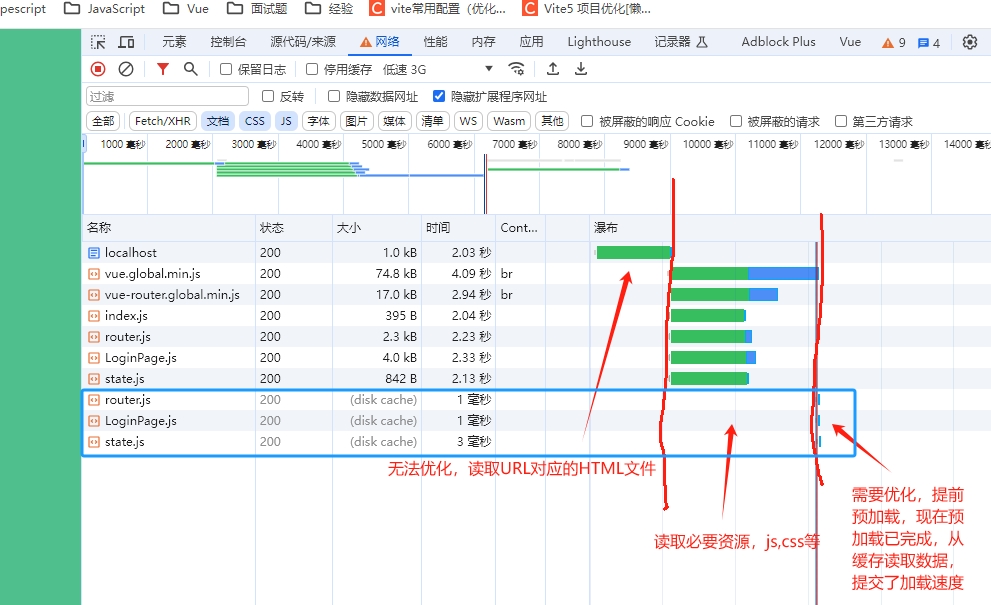 pescript JavaScript Vue 面试题 经验 vite常用配置（优化... Vite5 项目优化[懒...
元素 控制台 源代码/来源 网络 性能 内存 应用 Lighthouse 记录器 Adblock Plus Vue 9 4
保留日志 停用缓存 低速 3G
过滤 反转 隐藏数据网址 隐藏扩展程序网址
全部 Fetch/XHR 文档 CSS JS 字体 图片 媒体 清单 WS Wasm 其他 被屏蔽的响应 Cookie 被屏蔽的请求 第三方请求
1000 毫秒 2000 毫秒 3000 毫秒 4000 毫秒 5000 毫秒 6000 毫秒 7000 毫秒 8000 毫秒 9000 毫秒 10000 毫秒 11000 毫秒 12000 毫秒 13000 毫秒 14000 毫秒
名称 状态 大小 时间 Cont... 瀑布
localhost 200 1.0 kB 2.03 秒
vue.global.min.js 200 74.8 kB 4.09 秒 br
vue-router.global.min.js 200 17.0 kB 2.94 秒 br
index.js 200 395 B 2.04 秒
router.js 200 2.3 kB 2.23 秒
LoginPage.js 200 4.0 kB 2.33 秒
state.js 200 842 B 2.13 秒
router.js 200 (disk cache) 1 毫秒
LoginPage.js 200 (disk cache) 1 毫秒
state.js 200 (disk cache) 3 毫秒
无法优化，读取URL对应的HTML文件
读取必要资源，js,css等
需要优化，提前
预加载，现在预
加载已完成，从
缓存读取数据，
提交了加载速度